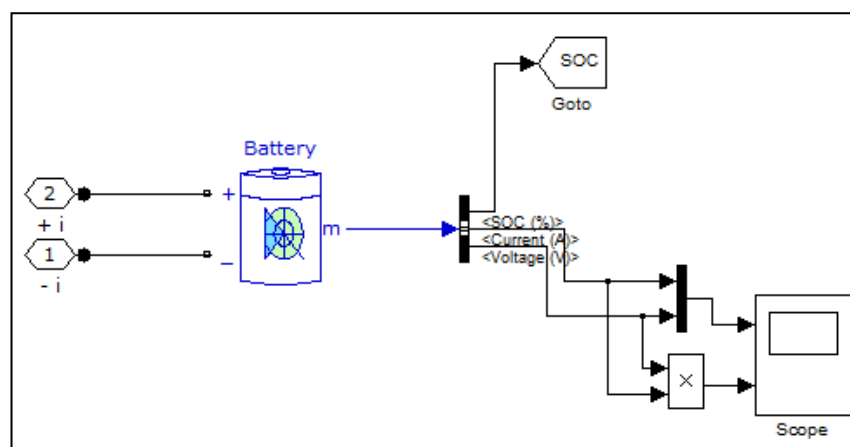 SOC
Goto
Battery
2
+
+ i
m
<SOC (%)>
<Current (A)>
<Voltage (V)>
1
−
- i
×
Scope